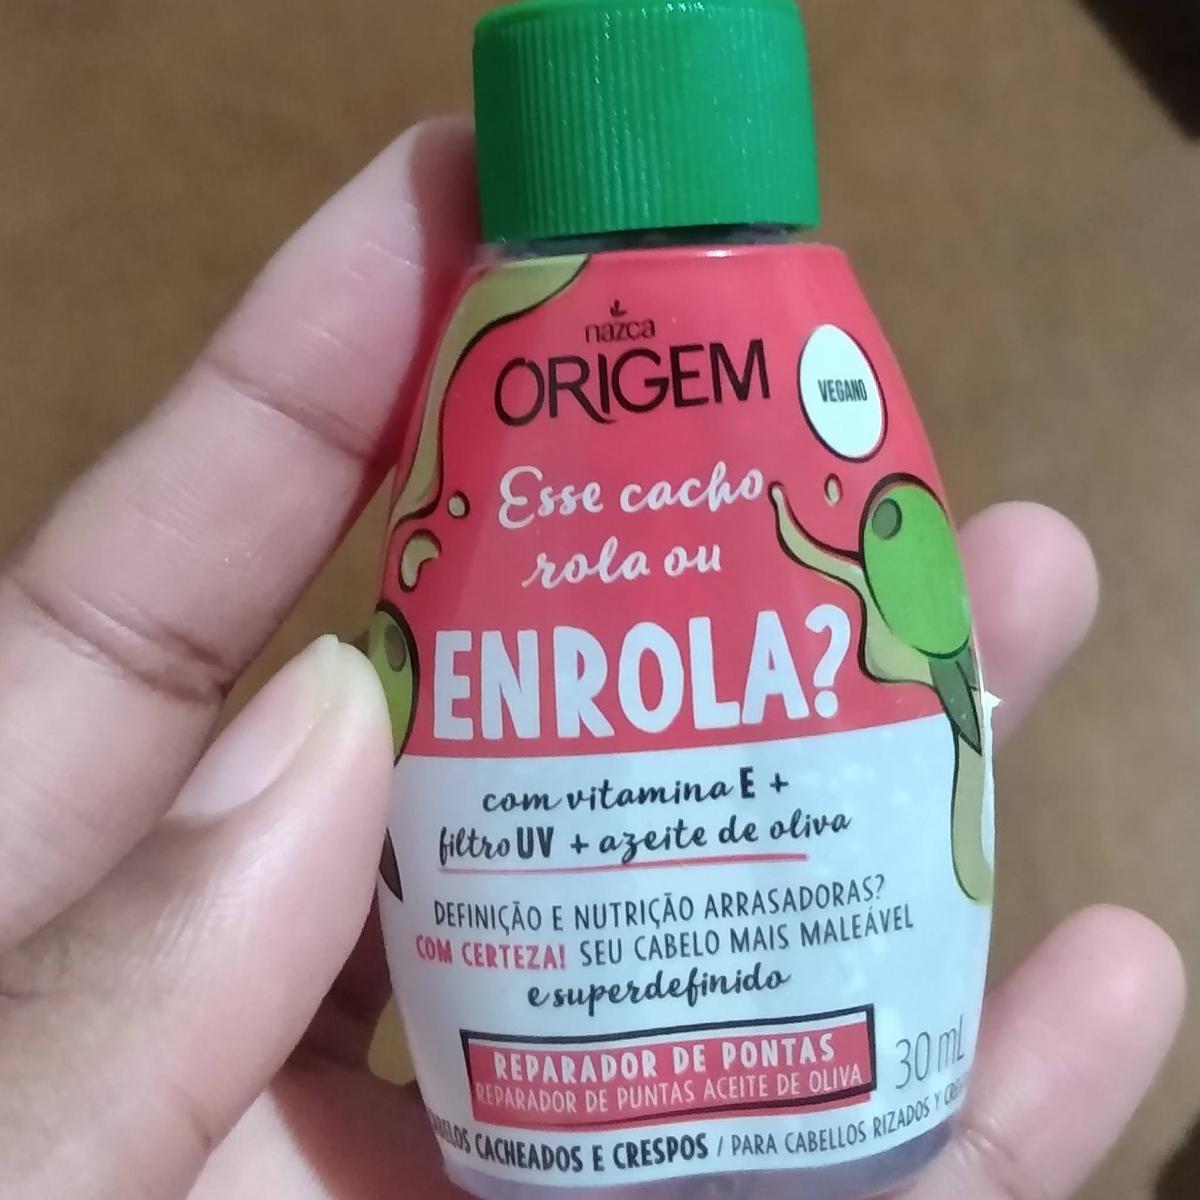 nazca
ORIGEM
VEGANO
Esse cacho
rola ou
ENROLA?
com vitamina E +
filtro UV + azeite de oliva
DEFINIÇÃO E NUTRIÇÃO ARRASADORAS?
COM CERTEZA! SEU CABELO MAIS MALEÁVEL
e superdefinido
REPARADOR DE PONTAS
REPARADOR DE PUNTAS ACEITE DE OLIVA
30 mL
CACHEADOS E CRESPOS / PARA CABELLOS RIZADOS Y